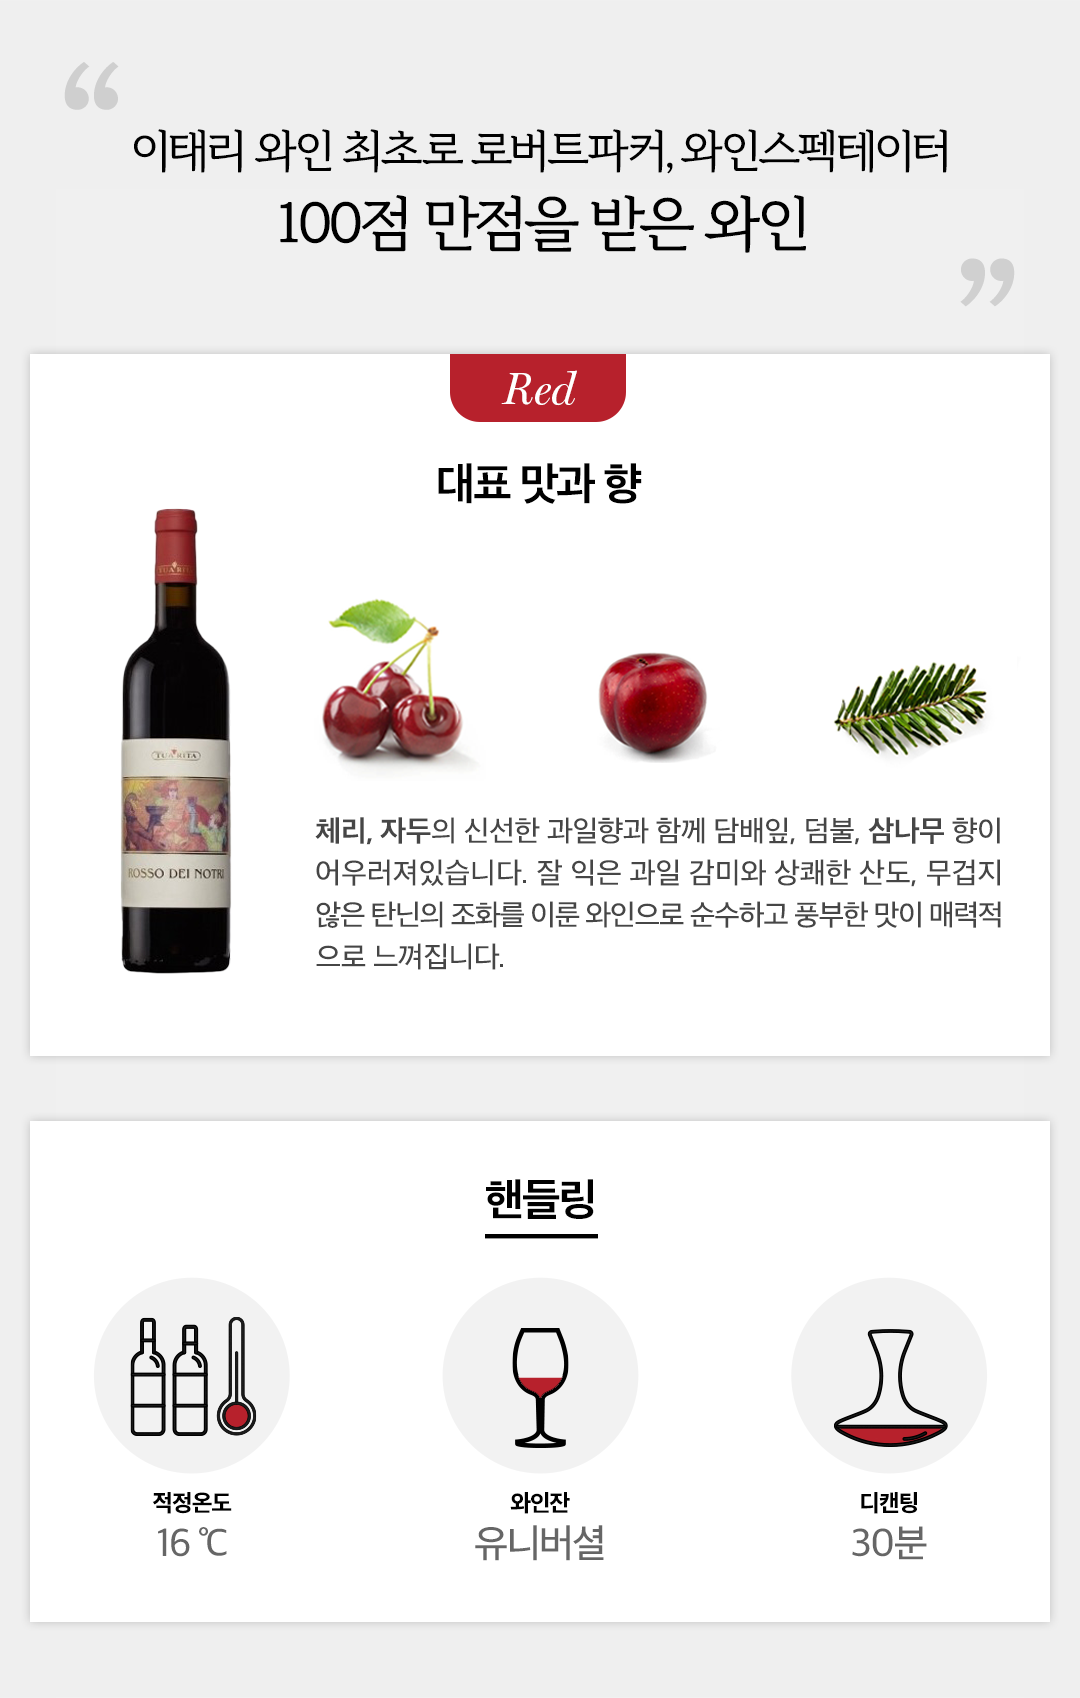 “
이태리 와인 최초로 로버트파커, 와인스펙테이터
100점 만점을 받은 와인
”
Red
대표 맛과 향
TUA RITA
TUA RITA
ROSSO DEI NOTRI
체리, 자두의 신선한 과일향과 함께 담배잎, 덤불, 삼나무 향이
어우러져있습니다. 잘 익은 과일 감미와 상쾌한 산도, 무겁지
않은 탄닌의 조화를 이룬 와인으로 순수하고 풍부한 맛이 매력적
으로 느껴집니다.
핸들링
적정온도
16 ℃
와인잔
유니버셜
디캔팅
30분